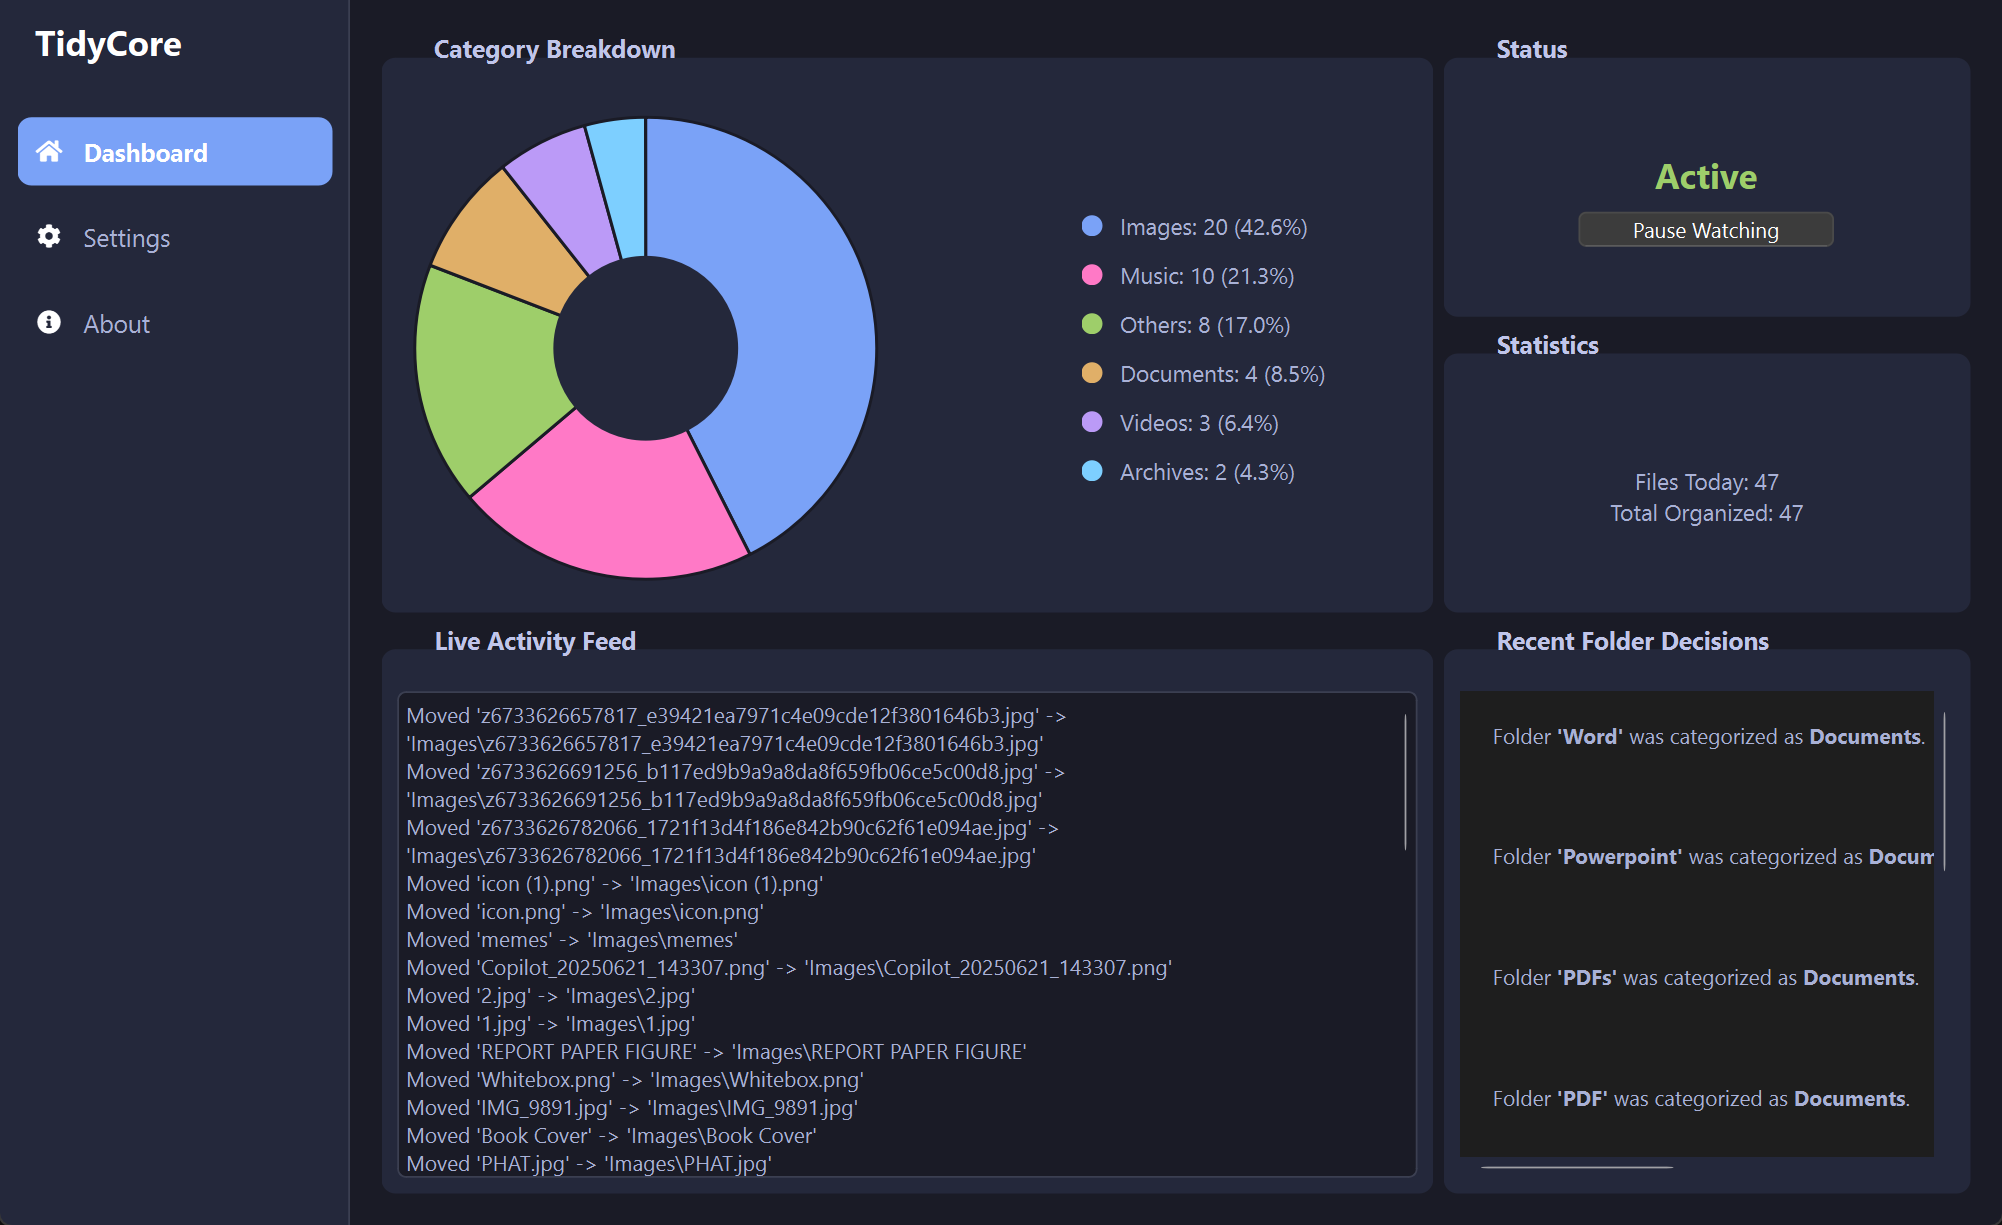 TidyCore
Dashboard
Settings
About
Category Breakdown
Images: 20 (42.6%)
Music: 10 (21.3%)
Others: 8 (17.0%)
Documents: 4 (8.5%)
Videos: 3 (6.4%)
Archives: 2 (4.3%)
Status
Active
Pause Watching
Statistics
Files Today: 47
Total Organized: 47
Live Activity Feed
Moved 'z6733626657817_e39421ea7971c4e09cde12f3801646b3.jpg' ->
'Images\z6733626657817_e39421ea7971c4e09cde12f3801646b3.jpg'
Moved 'z6733626691256_b117ed9b9a9a8da8f659fb06ce5c00d8.jpg' ->
'Images\z6733626691256_b117ed9b9a9a8da8f659fb06ce5c00d8.jpg'
Moved 'z6733626782066_1721f13d4f186e842b90c62f61e094ae.jpg' ->
'Images\z6733626782066_1721f13d4f186e842b90c62f61e094ae.jpg'
Moved 'icon (1).png' -> 'Images\icon (1).png'
Moved 'icon.png' -> 'Images\icon.png'
Moved 'memes' -> 'Images\memes'
Moved 'Copilot_20250621_143307.png' -> 'Images\Copilot_20250621_143307.png'
Moved '2.jpg' -> 'Images\2.jpg'
Moved '1.jpg' -> 'Images\1.jpg'
Moved 'REPORT PAPER FIGURE' -> 'Images\REPORT PAPER FIGURE'
Moved 'Whitebox.png' -> 'Images\Whitebox.png'
Moved 'IMG_9891.jpg' -> 'Images\IMG_9891.jpg'
Moved 'Book Cover' -> 'Images\Book Cover'
Moved 'PHAT.jpg' -> 'Images\PHAT.jpg'
Recent Folder Decisions
Folder 'Word' was categorized as Documents.
Folder 'Powerpoint' was categorized as Docum
Folder 'PDFs' was categorized as Documents.
Folder 'PDF' was categorized as Documents.